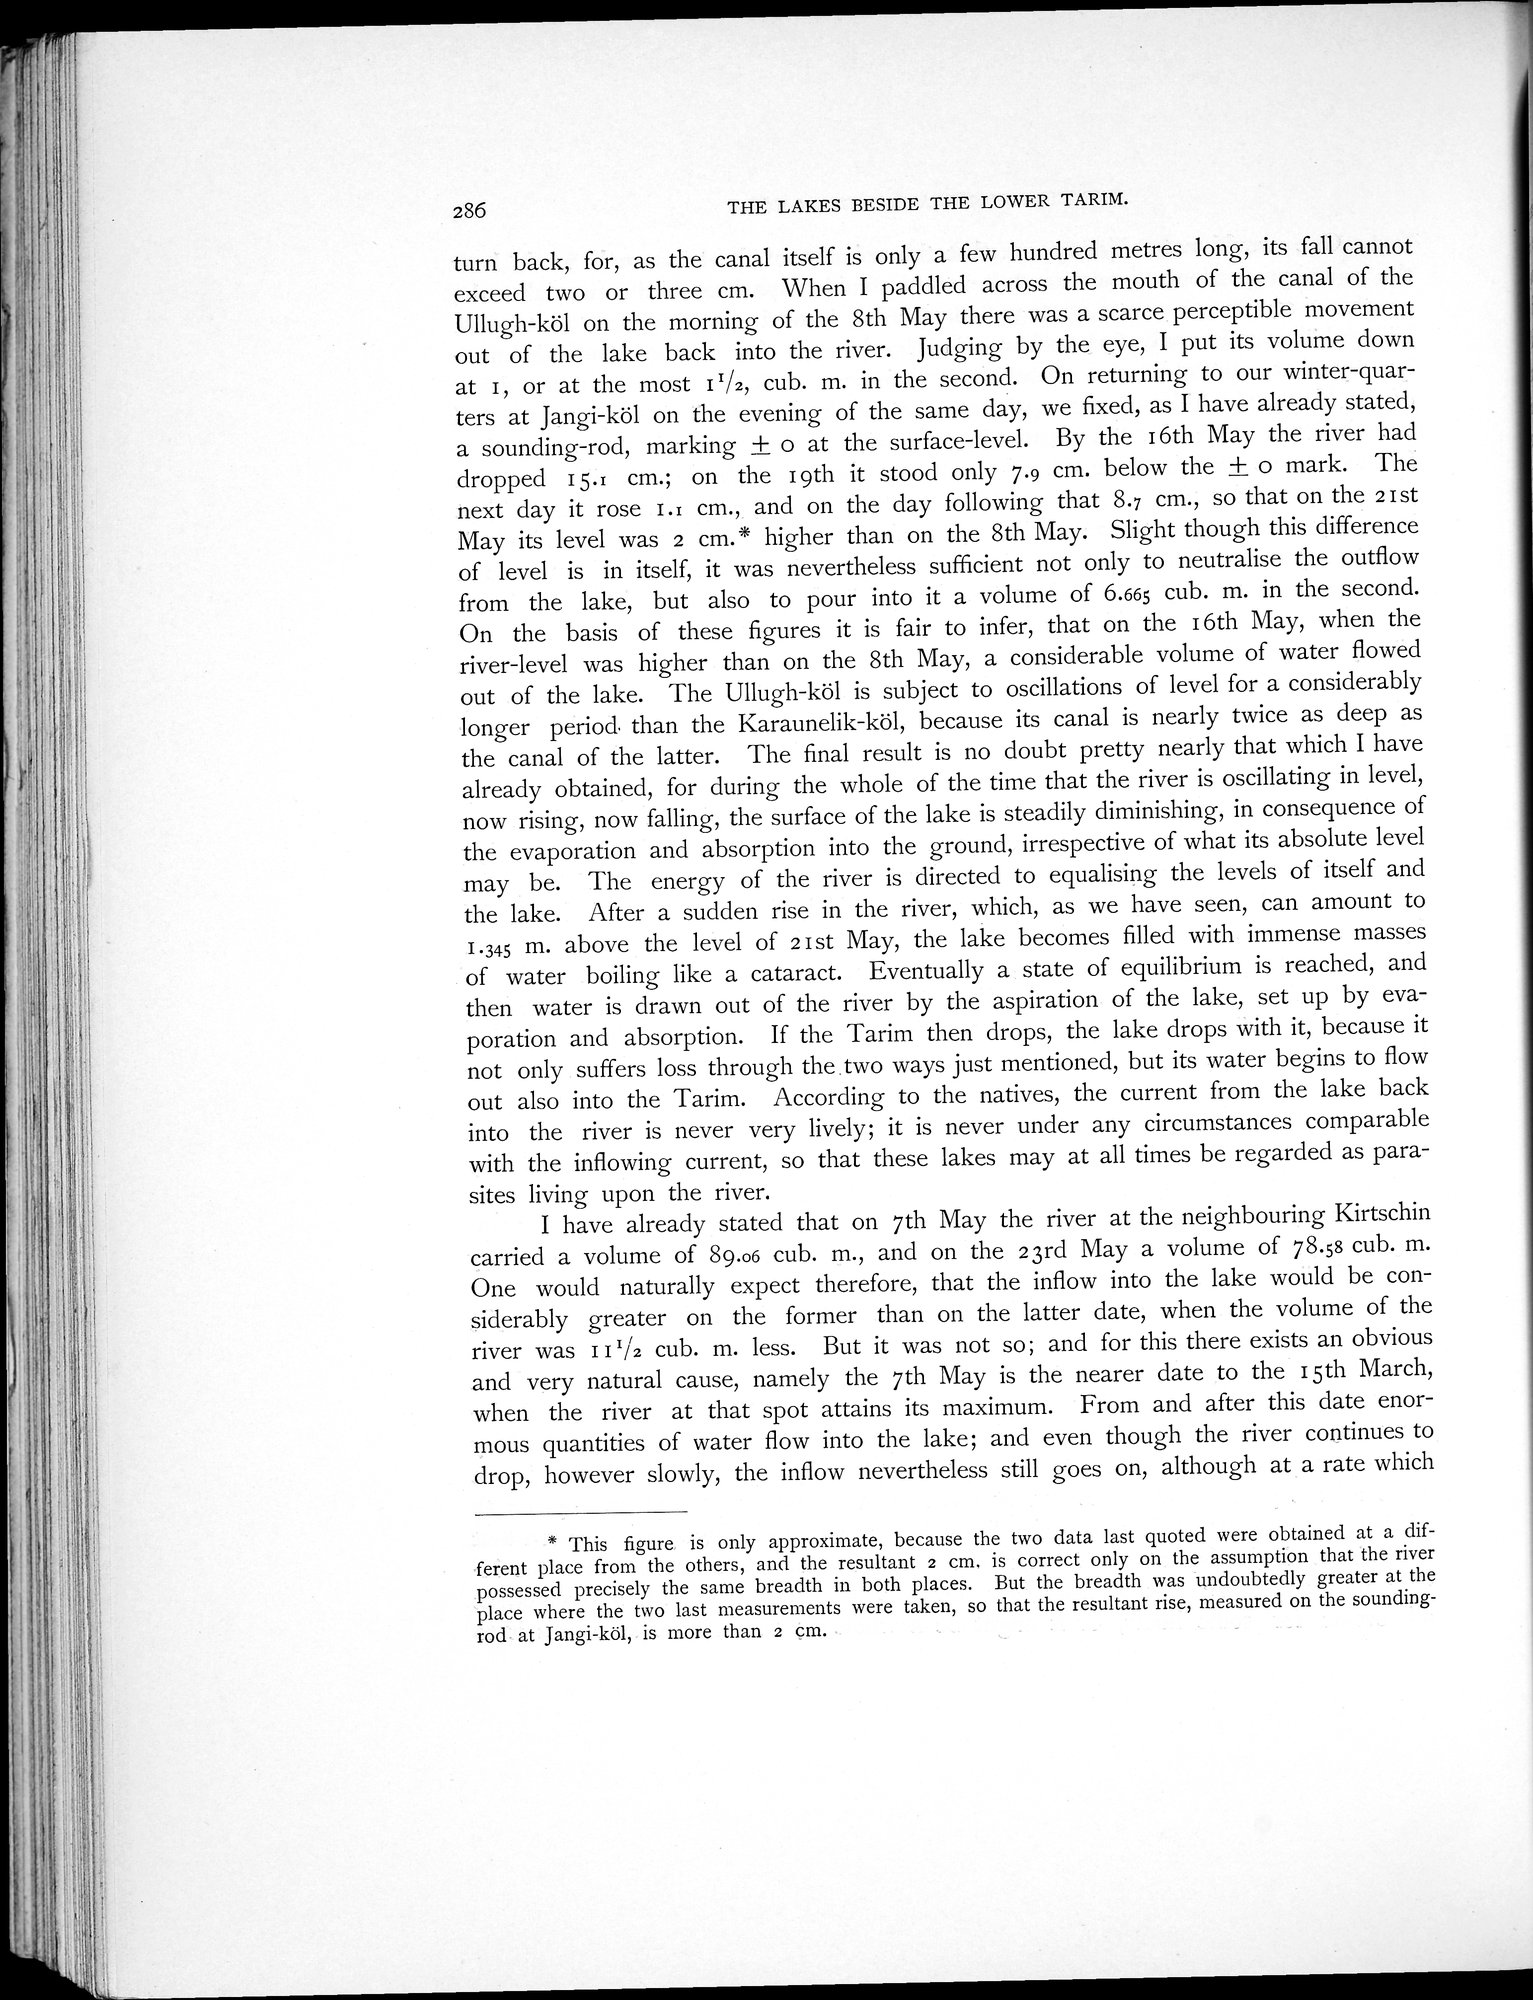 286
THE LAKES BESIDE THE LOWER TARIM.
turn back, for, as the canal itself is only a few hundred metres long, its fall cannot
exceed two or three cm. When I paddled across the mouth of the canal of the
Ullugh-köl on the morning of the 8th May there was a scarce perceptible movement
out of the lake back into the river. Judging by the eye, I put its volume down
at 1, or at the most 1 1/2, cub. m. in the second. On returning to our winter-quar-
ters at Jangi-köl on the evening of the same day, we fixed, as I have already stated,
a sounding-rod, marking ± 0 at the surface-level. By the 16th May the river had
dropped 15.1 cm.; on the 19th it stood only 7.9 cm. below the ± 0 mark. The
next day it rose 1.1 cm., and on the day following that 8.7 cm., so that on the 21st
May its level was 2 cm.* higher than on the 8th May. Slight though this difference
of level is in itself, it was nevertheless sufficient not only to neutralise the outflow
from the lake, but also to pour into it a volume of 6.665 cub. m. in the second.
On the basis of these figures it is fair to infer, that on the 16th May, when the
river-level was higher than on the 8th May, a considerable volume of water flowed
out of the lake. The Ullugh-köl is subject to oscillations of level for a considerably
longer period than the Karaunelik-köl, because its canal is nearly twice as deep as
the canal of the latter. The final result is no doubt pretty nearly that which I have
already obtained, for during the whole of the time that the river is oscillating in level,
now rising, now falling, the surface of the lake is steadily diminishing, in consequence of
the evaporation and absorption into the ground, irrespective of what its absolute level
may be. The energy of the river is directed to equalising the levels of itself and
the lake. After a sudden rise in the river, which, as we have seen, can amount to
1.345 m. above the level of 21st May, the lake becomes filled with immense masses
of water boiling like a cataract. Eventually a state of equilibrium is reached, and
then water is drawn out of the river by the aspiration of the lake, set up by eva-
poration and absorption. If the Tarim then drops, the lake drops with it, because it
not only suffers loss through the two ways just mentioned, but its water begins to flow
out also into the Tarim. According to the natives, the current from the lake back
into the river is never very lively; it is never under any circumstances comparable
with the inflowing current, so that these lakes may at all times be regarded as para-
sites living upon the river.
I have already stated that on 7th May the river at the neighbouring Kirtschin
carried a volume of 89.06 cub. m., and on the 23rd May a volume of 78.58 cub. m.
One would naturally expect therefore, that the inflow into the lake would be con-
siderably greater on the former than on the latter date, when the volume of the
river was 11 1/2 cub. m. less. But it was not so; and for this there exists an obvious
and very natural cause, namely the 7th May is the nearer date to the 15th March,
when the river at that spot attains its maximum. From and after this date enor-
mous quantities of water flow into the lake; and even though the river continues to
drop, however slowly, the inflow nevertheless still goes on, although at a rate which
* This figure is only approximate, because the two data last quoted were obtained at a dif-
ferent place from the others, and the resultant 2 cm. is correct only on the assumption that the river
possessed precisely the same breadth in both places. But the breadth was undoubtedly greater at the
place where the two last measurements were taken, so that the resultant rise, measured on the sounding-
rod at Jangi-köl, is more than 2 cm.